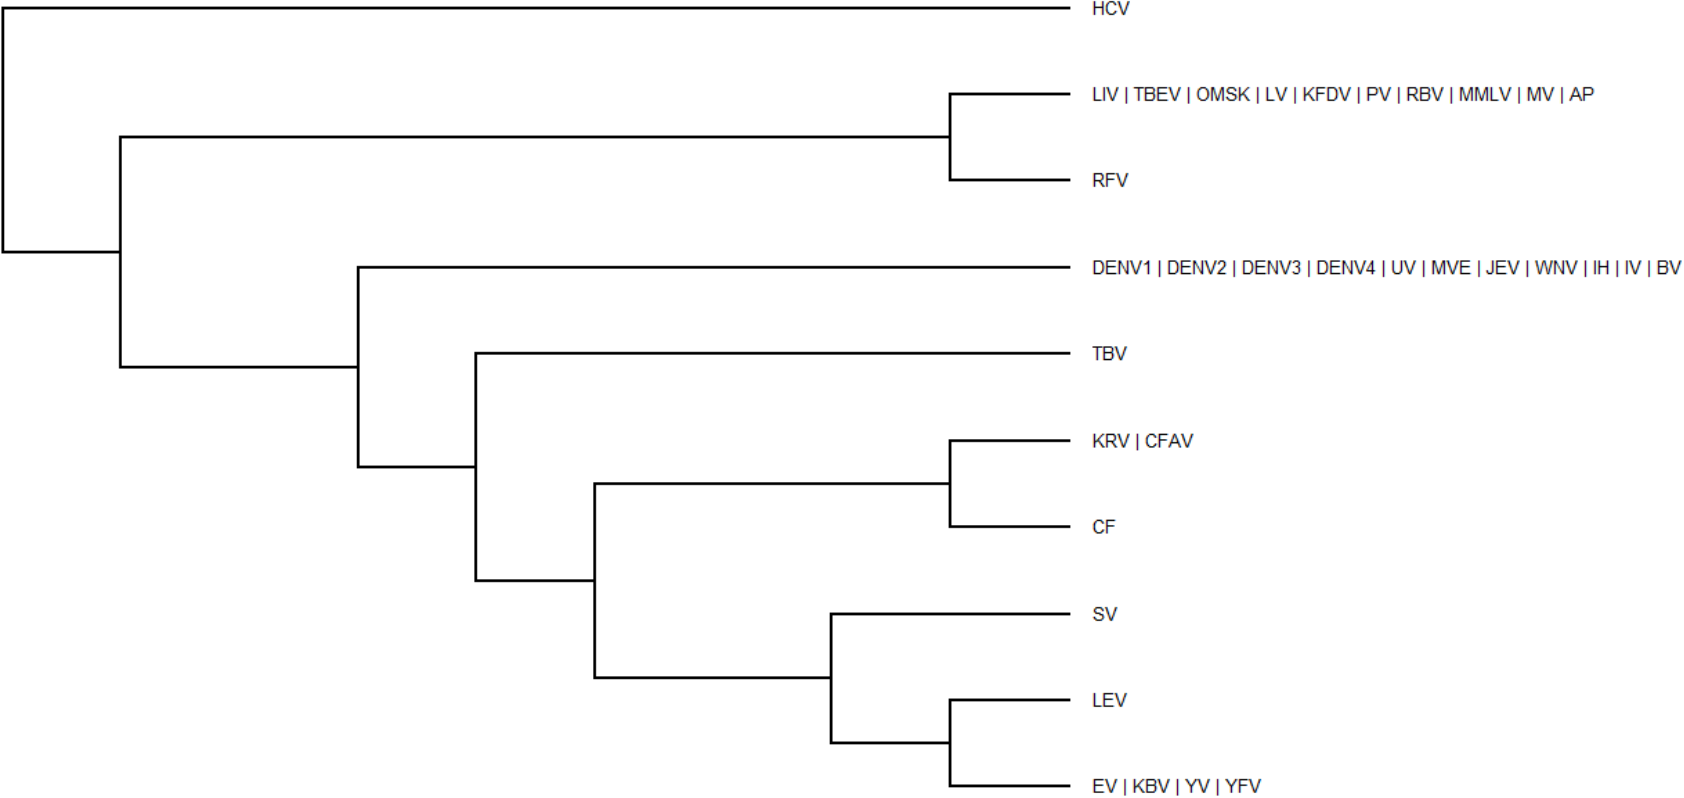 HCV
LIV | TBEV | OMSK | LV | KFDV | PV | RBV | MMLV | MV | AP
RFV
DENV1 | DENV2 | DENV3 | DENV4 | UV | MVE | JEV | WNV | IH | IV | BV
TBV
KRV | CFAV
CF
SV
LEV
EV | KBV | YV | YFV